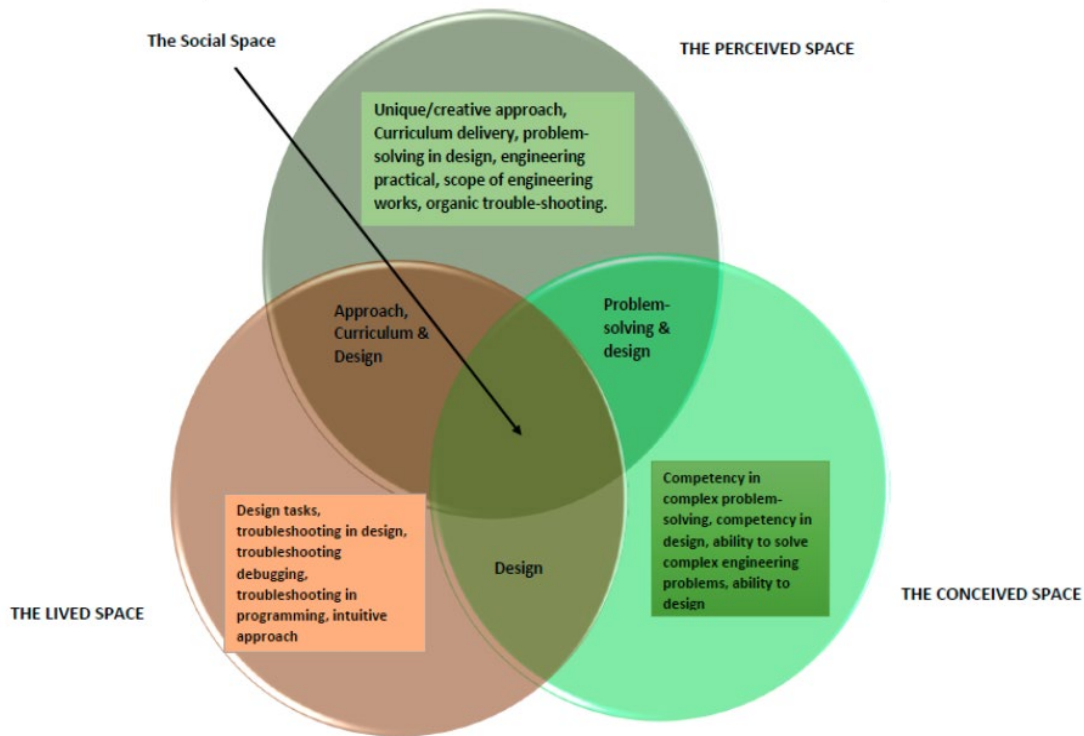 The Social Space
THE PERCEIVED SPACE
Unique/creative approach,
Curriculum delivery, problem-
solving in design, engineering
practical, scope of engineering
works, organic trouble-shooting.
Approach,
Curriculum &
Design
Problem-
solving &
design
Design tasks,
troubleshooting in design,
troubleshooting
debugging,
troubleshooting in
programming, intuitive
approach
Competency in
complex problem-
solving, competency in
design, ability to solve
complex engineering
problems, ability to
design
Design
THE LIVED SPACE
THE CONCEIVED SPACE